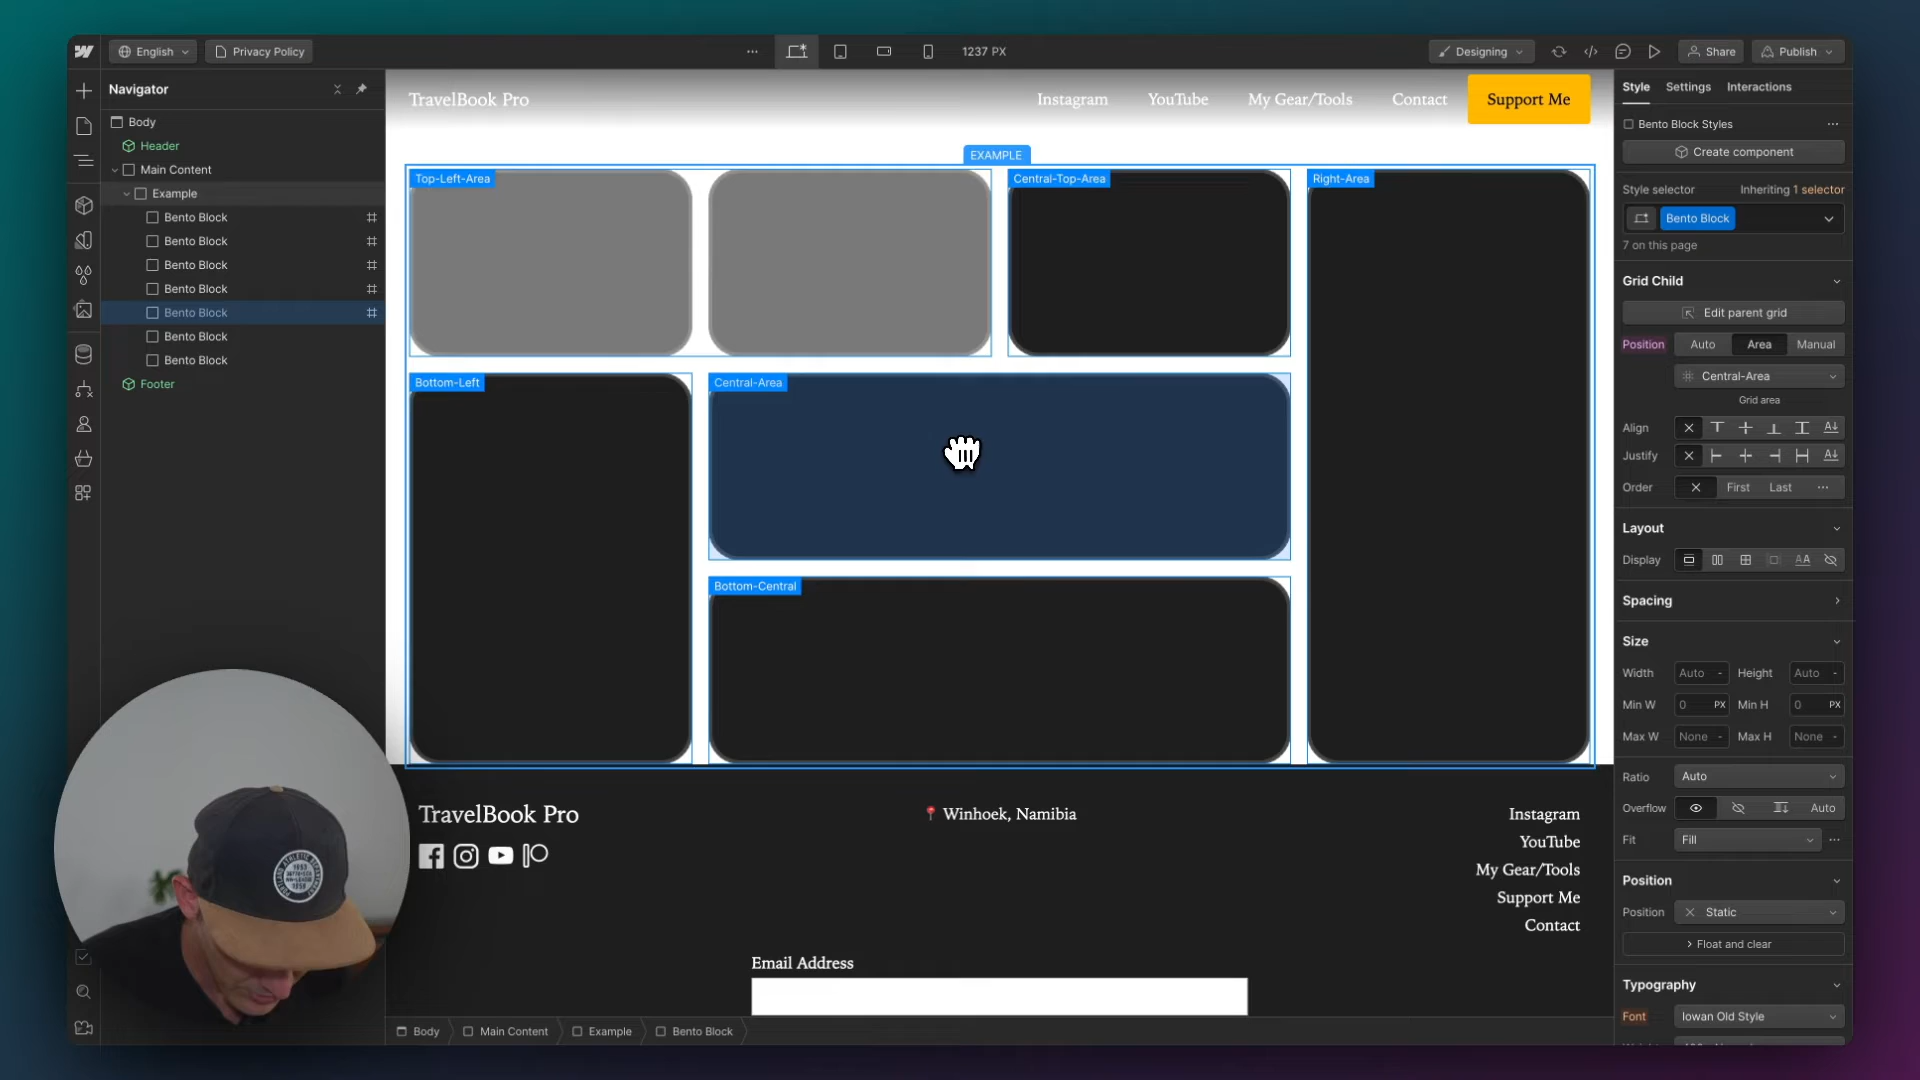 English
Privacy Policy
...
1237 PX
Designing
Share
Publish
Navigator
Body
Header
Main Content
Example
Bento Block
Bento Block
Bento Block
Bento Block
Bento Block
Bento Block
Bento Block
Footer
TravelBook Pro
Instagram
YouTube
My Gear/Tools
Contact
Support Me
EXAMPLE
Top-Left-Area
Central-Top-Area
Right-Area
Bottom-Left
Central-Area
Bottom-Central
TravelBook Pro
Winhoek, Namibia
Instagram
YouTube
My Gear/Tools
Support Me
Contact
Email Address
Body
Main Content
Example
Bento Block
Style
Settings
Interactions
Bento Block Styles
Create component
Style selector
Inheriting 1 selector
Bento Block
7 on this page
Grid Child
Edit parent grid
Position
Auto
Area
Manual
Central-Area
Grid area
Align
Justify
Order
First
Last
Layout
Display
Spacing
Size
Width
Auto -
Height
Auto -
Min W
0 PX
Min H
0 PX
Max W
None -
Max H
None -
Ratio
Auto
Overflow
Auto
Fit
Fill
Position
Position
Static
Float and clear
Typography
Font
Iowan Old Style